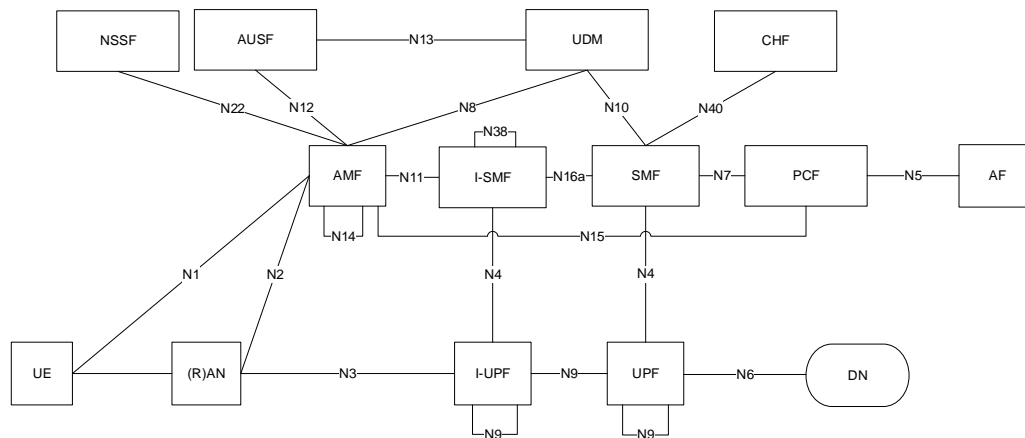 NSSF
AUSF
N13
UDM
CHF
N22
N12
N8
N10
N40
N38
AMF
N11
I-SMF
N16a
SMF
N7
PCF
N5
AF
N14
N15
N1
N2
N4
N4
UE
(R)AN
N3
I-UPF
N9
UPF
N6
DN
N9
N9